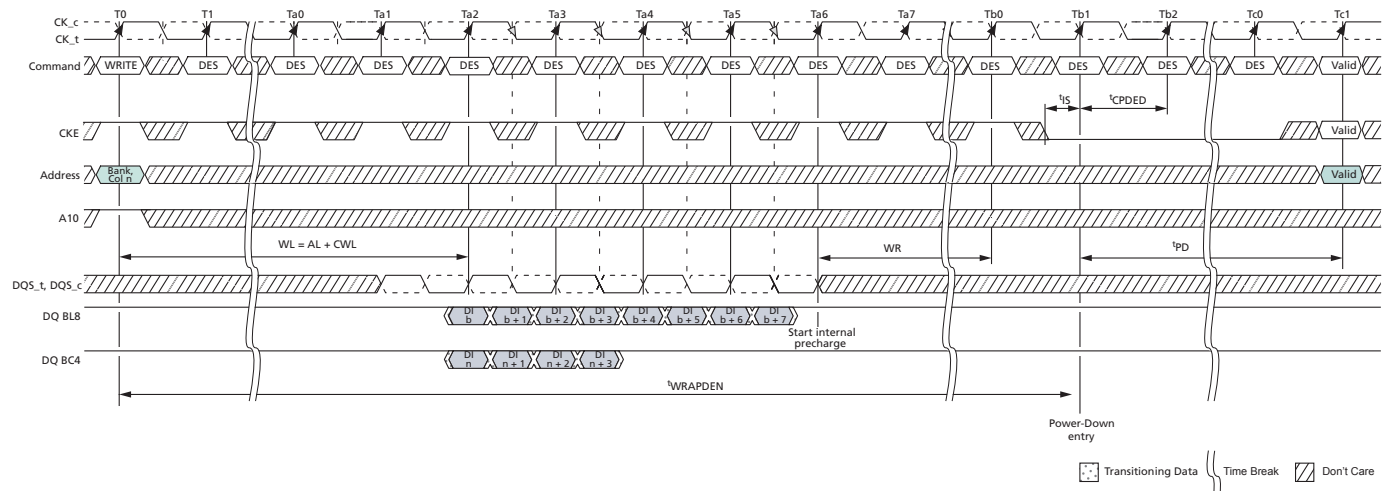 T0 T1 Ta0 Ta1 Ta2 Ta3 Ta4 Ta5 Ta6 Ta7 Tb0 Tb1 Tb2 Tc0 Tc1
CK_c
CK_t
Command WRITE DES DES DES DES DES DES DES DES DES DES DES DES DES Valid
tIS tCPDED
CKE Valid
Address Bank, Col n Valid
A10
WL = AL + CWL WR tPD
DQS_t, DQS_c
DQ BL8 DI b DI b + 1 DI b + 2 DI b + 3 DI b + 4 DI b + 5 DI b + 6 DI b + 7
Start internal
precharge
DQ BC4 DI n DI n + 1 DI n + 2 DI n + 3
tWRAPDEN
Power-Down
entry
Transitioning Data Time Break Don't Care